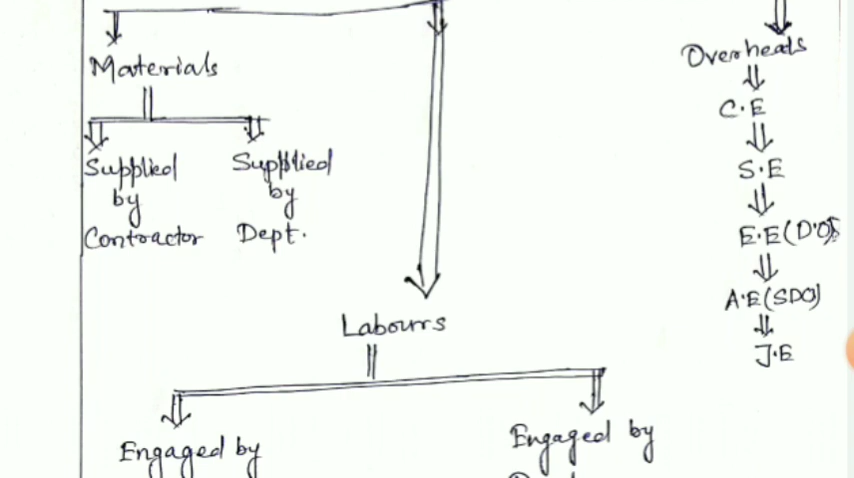 Materials
Supplied
by
Contractor
Supplied
by
Dept.
Labours
Engaged by
Engaged by
Overheads
C.E
S.E
E.E(D.O)
A.E(SDO)
J.E